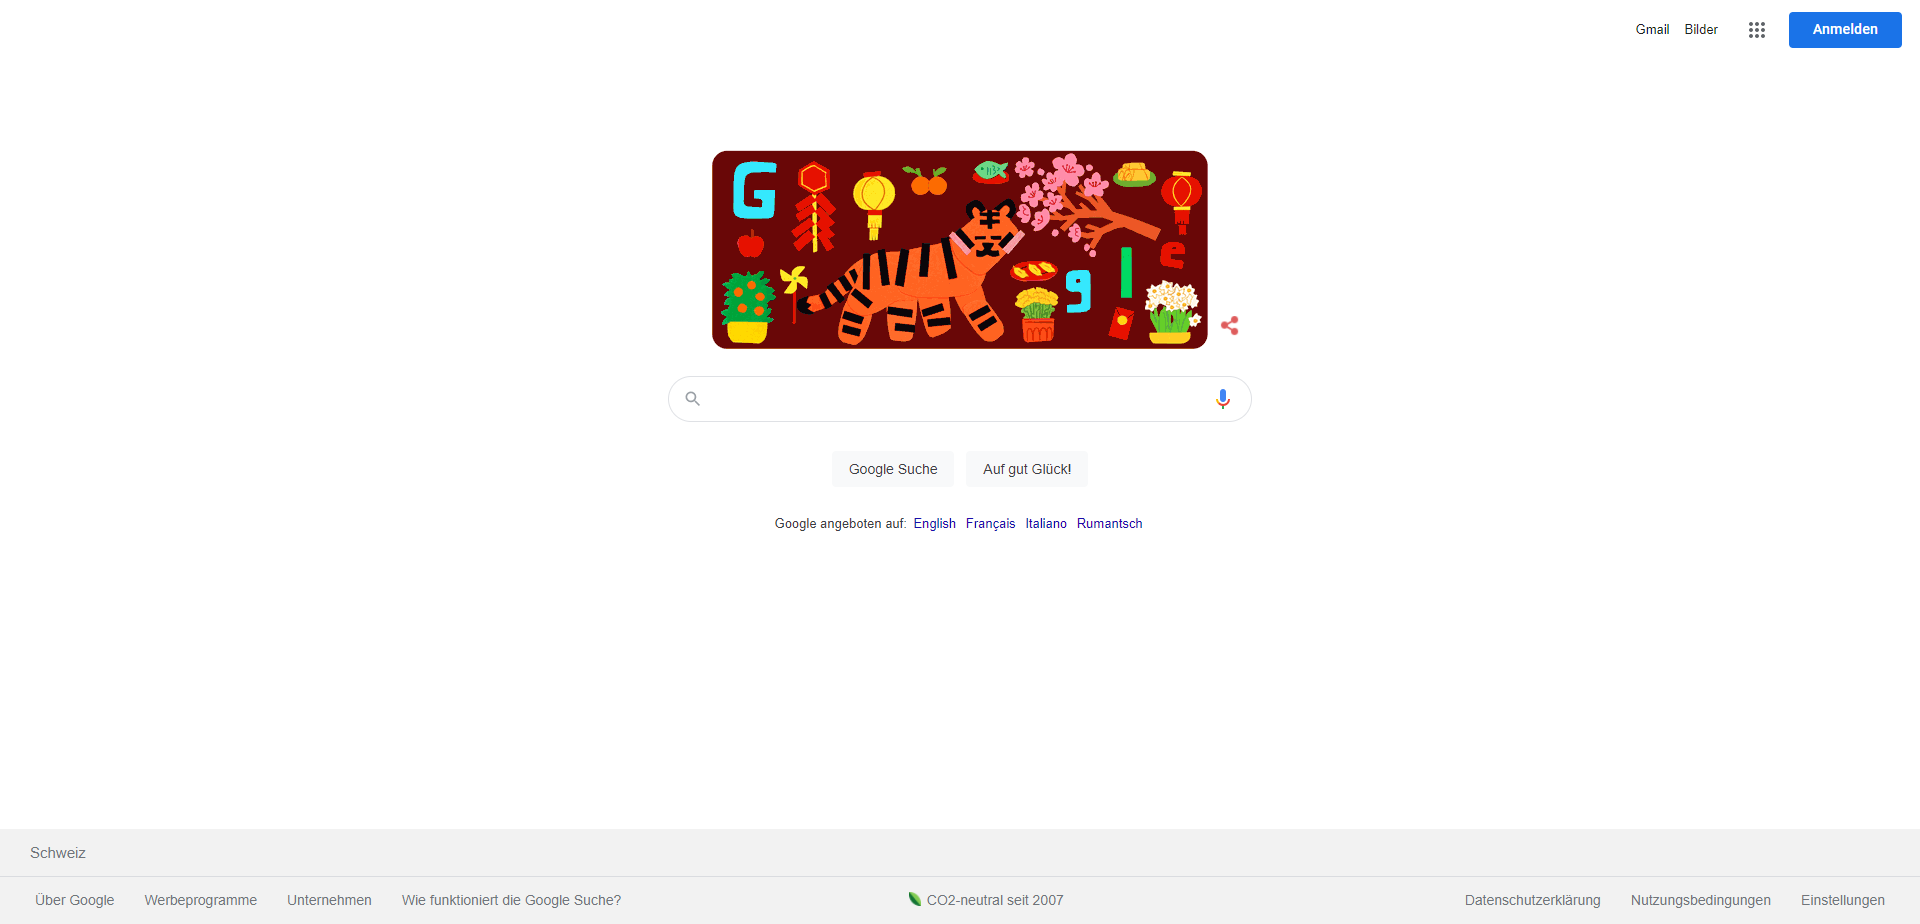 Gmail Bilder Anmelden
G g l e
Google Suche Auf gut Glück!
Google angeboten auf: English Français Italiano Rumantsch
Schweiz
Über Google Werbeprogramme Unternehmen Wie funktioniert die Google Suche? CO2-neutral seit 2007 Datenschutzerklärung Nutzungsbedingungen Einstellungen